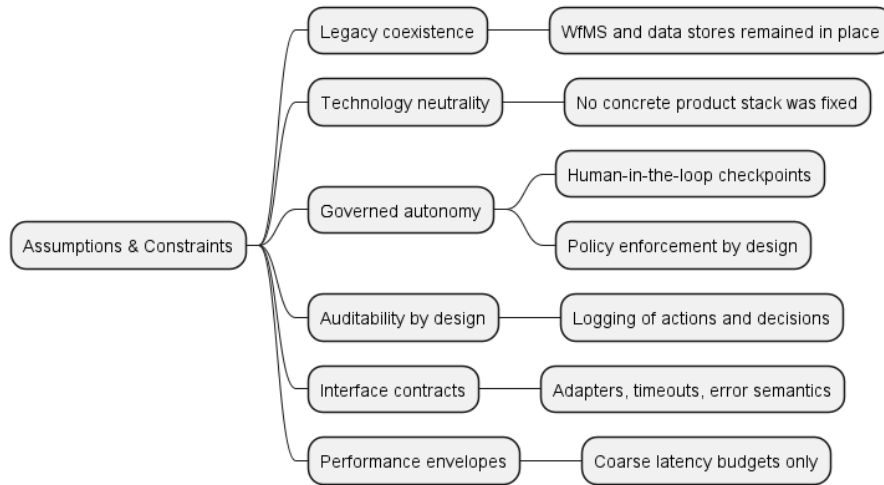 Legacy coexistence
WfMS and data stores remained in place
Technology neutrality
No concrete product stack was fixed
Human-in-the-loop checkpoints
Governed autonomy
Assumptions & Constraints
Policy enforcement by design
Auditability by design
Logging of actions and decisions
Interface contracts
Adapters, timeouts, error semantics
Performance envelopes
Coarse latency budgets only